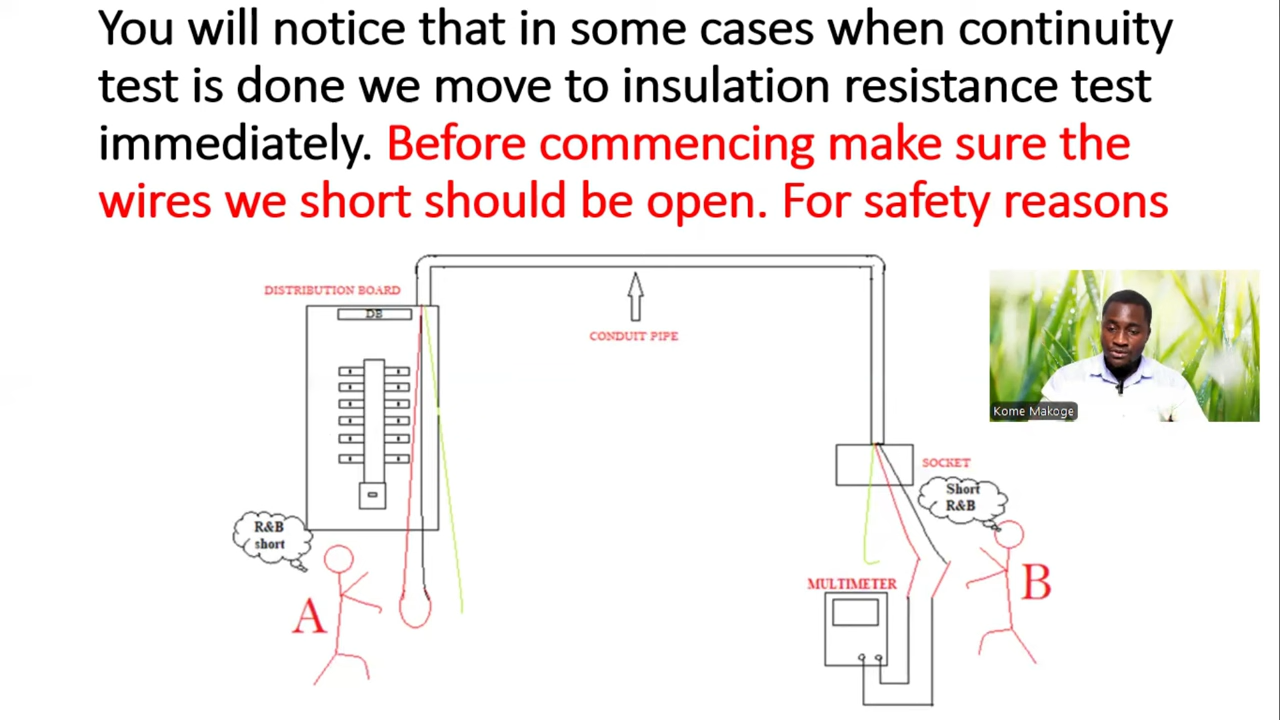 You will notice that in some cases when continuity
test is done we move to insulation resistance test
immediately. Before commencing make sure the
wires we short should be open. For safety reasons
DISTRIBUTION BOARD
DB
CONDUIT PIPE
Kome Makoge
SOCKET
Short
R&B
R&B
short
MULTIMETER
A
B